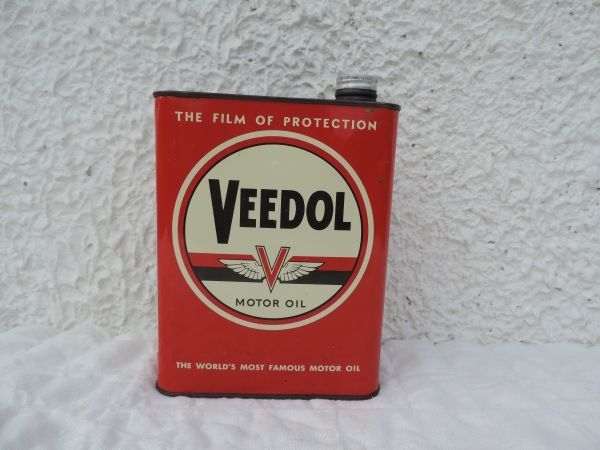 THE FILM OF PROTECTION
VEEDOL
V
MOTOR OIL
THE WORLD'S MOST FAMOUS MOTOR OIL